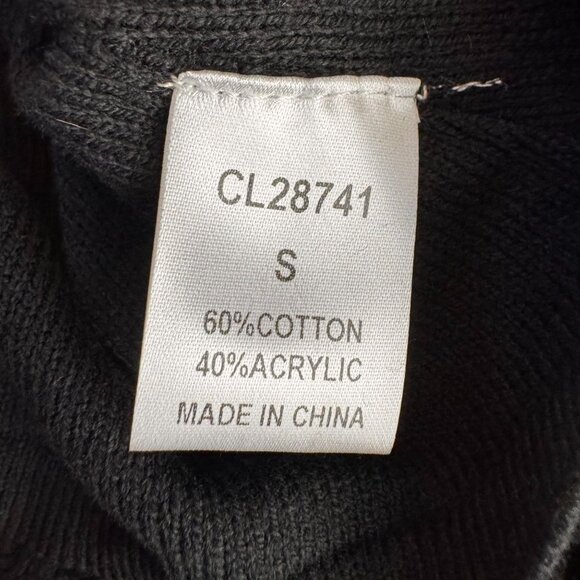 CL28741
S
60%COTTON
40%ACRYLIC
MADE IN CHINA